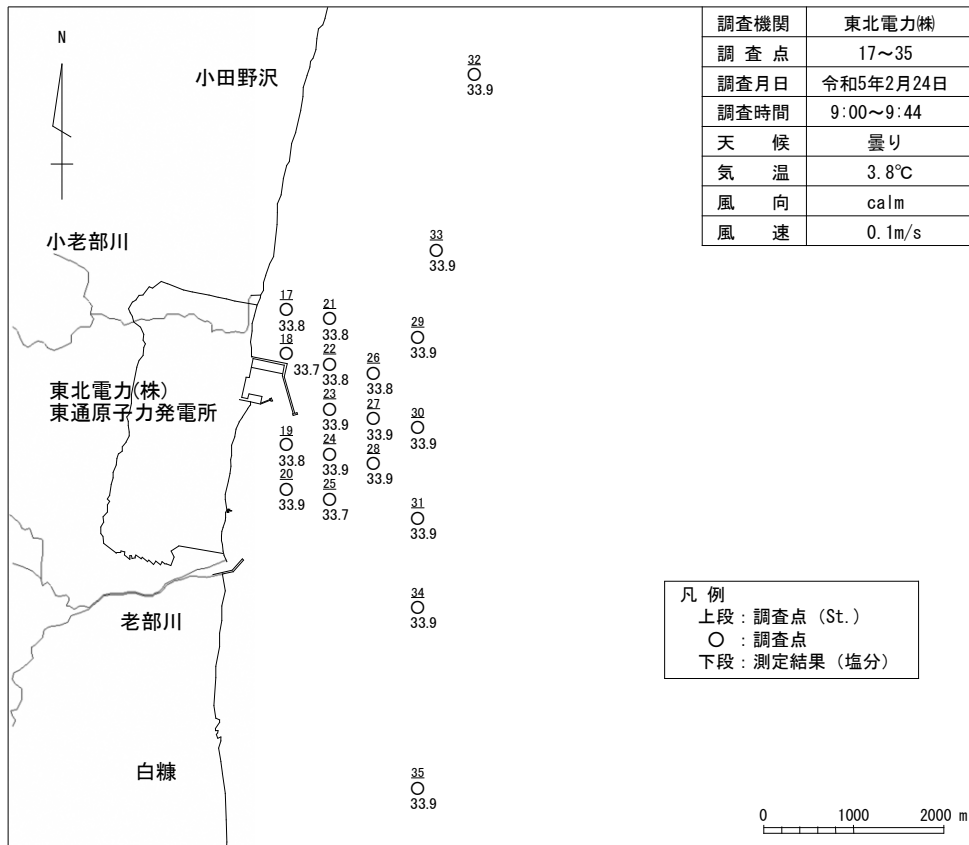 調査機関 東北電力㈱
調査点 17～35
調査月日 令和5年2月24日
調査時間 9:00～9:44
天候 曇り
気温 3.8℃
風向 calm
風速 0.1m/s
N
小田野沢
32
33.9
小老部川
33
33.9
17
33.8
21
33.8
18
33.7
22
33.8
29
33.9
26
33.8
東北電力(株)
東通原子力発電所
23
33.9
27
33.9
30
33.9
19
33.8
24
33.9
28
33.9
20
33.9
25
33.7
31
33.9
34
33.9
老部川
凡 例
上段：調査点（St.）
○ ：調査点
下段：測定結果（塩分）
白糠
35
33.9
0 1000 2000 m